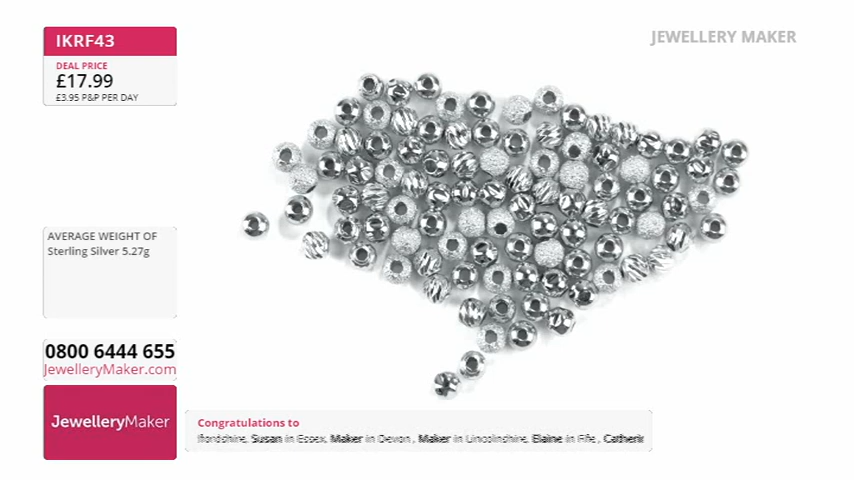 IKRF43
DEAL PRICE
£17.99
£3.95 P&P PER DAY
JEWELLERY MAKER
AVERAGE WEIGHT OF
Sterling Silver 5.27g
0800 6444 655
JewelleryMaker.com
JewelleryMaker
Congratulations to
ffordshire, Susan in Essex, Maker in Devon , Maker in Lincolnshire, Elaine in Fife , Catherin